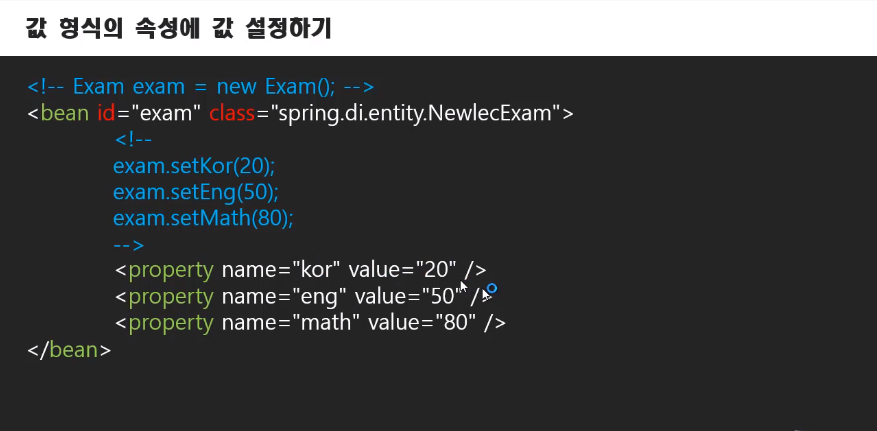 값 형식의 속성에 값 설정하기
<!-- Exam exam = new Exam(); -->
<bean id="exam" class="spring.di.entity.NewlecExam">
<!--
exam.setKor(20);
exam.setEng(50);
exam.setMath(80);
-->
<property name="kor" value="20" />
<property name="eng" value="50" />
<property name="math" value="80" />
</bean>